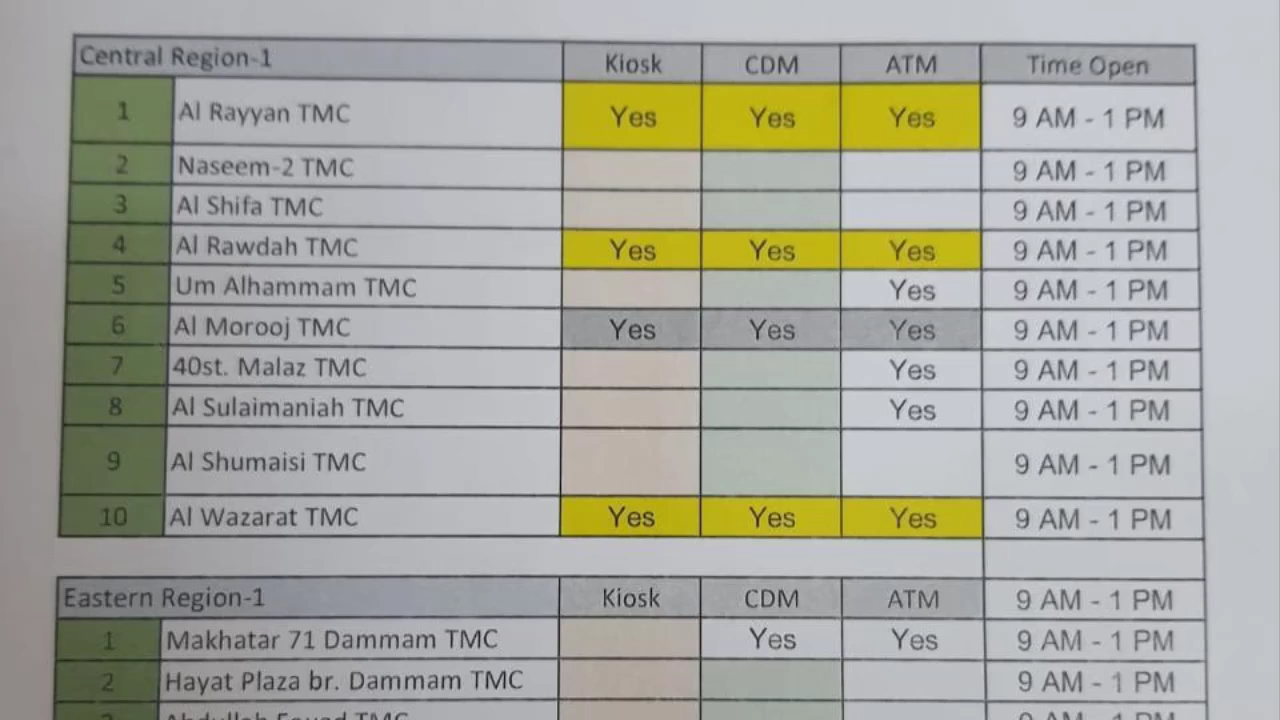 Central Region-1 Kiosk CDM ATM Time Open
1 Al Rayyan TMC Yes Yes Yes 9 AM - 1 PM
2 Naseem-2 TMC 9 AM - 1 PM
3 Al Shifa TMC 9 AM - 1 PM
4 Al Rawdah TMC Yes Yes Yes 9 AM - 1 PM
5 Um Alhammam TMC Yes 9 AM - 1 PM
6 Al Morooj TMC Yes Yes Yes 9 AM - 1 PM
7 40st. Malaz TMC Yes 9 AM - 1 PM
8 Al Sulaimaniah TMC Yes 9 AM - 1 PM
9 Al Shumaisi TMC 9 AM - 1 PM
10 Al Wazarat TMC Yes Yes Yes 9 AM - 1 PM
Eastern Region-1 Kiosk CDM ATM 9 AM - 1 PM
1 Makhatar 71 Dammam TMC Yes Yes 9 AM - 1 PM
2 Hayat Plaza br. Dammam TMC 9 AM - 1 PM